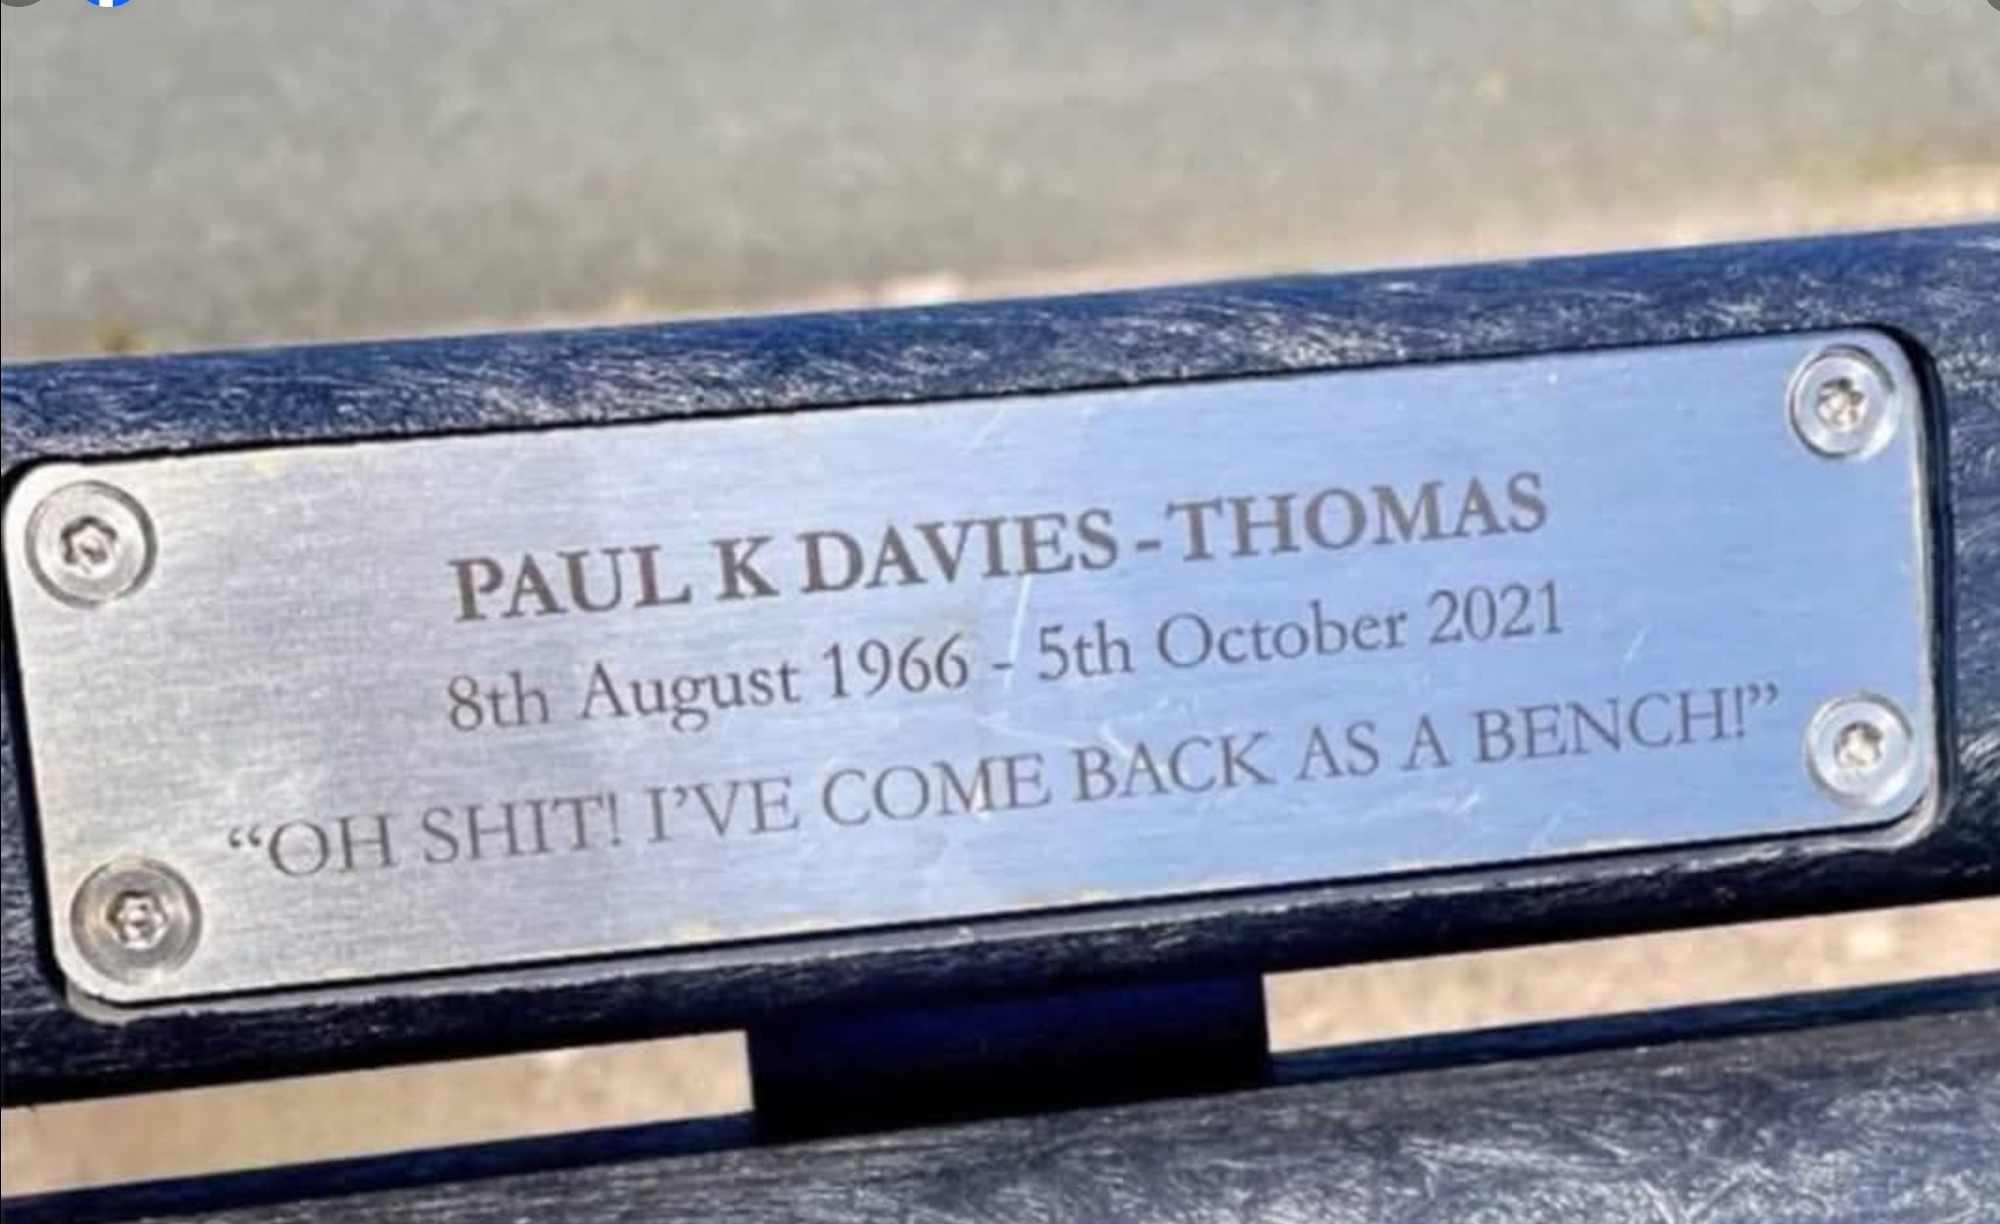 PAUL K DAVIES-THOMAS
8th August 1966 - 5th October 2021
“OH SHIT! I’VE COME BACK AS A BENCH!”